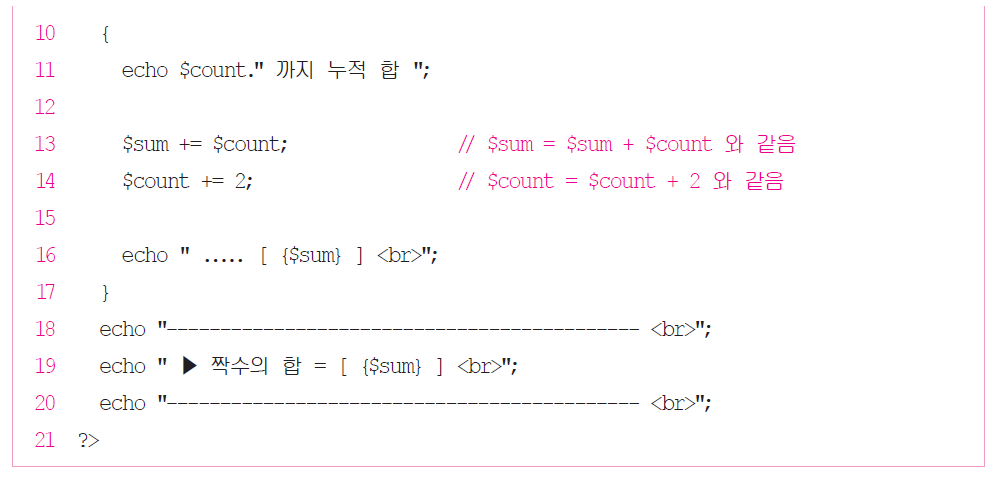 10 {
11 echo $count." 까지 누적 합 ";
12
13 $sum += $count; // $sum = $sum + $count 와 같음
14 $count += 2; // $count = $count + 2 와 같음
15
16 echo " ..... [ {$sum} ] <br>";
17 }
18 echo "------------------------------------------- <br>";
19 echo " ▶ 짝수의 합 = [ {$sum} ] <br>";
20 echo "------------------------------------------- <br>";
21 ?>